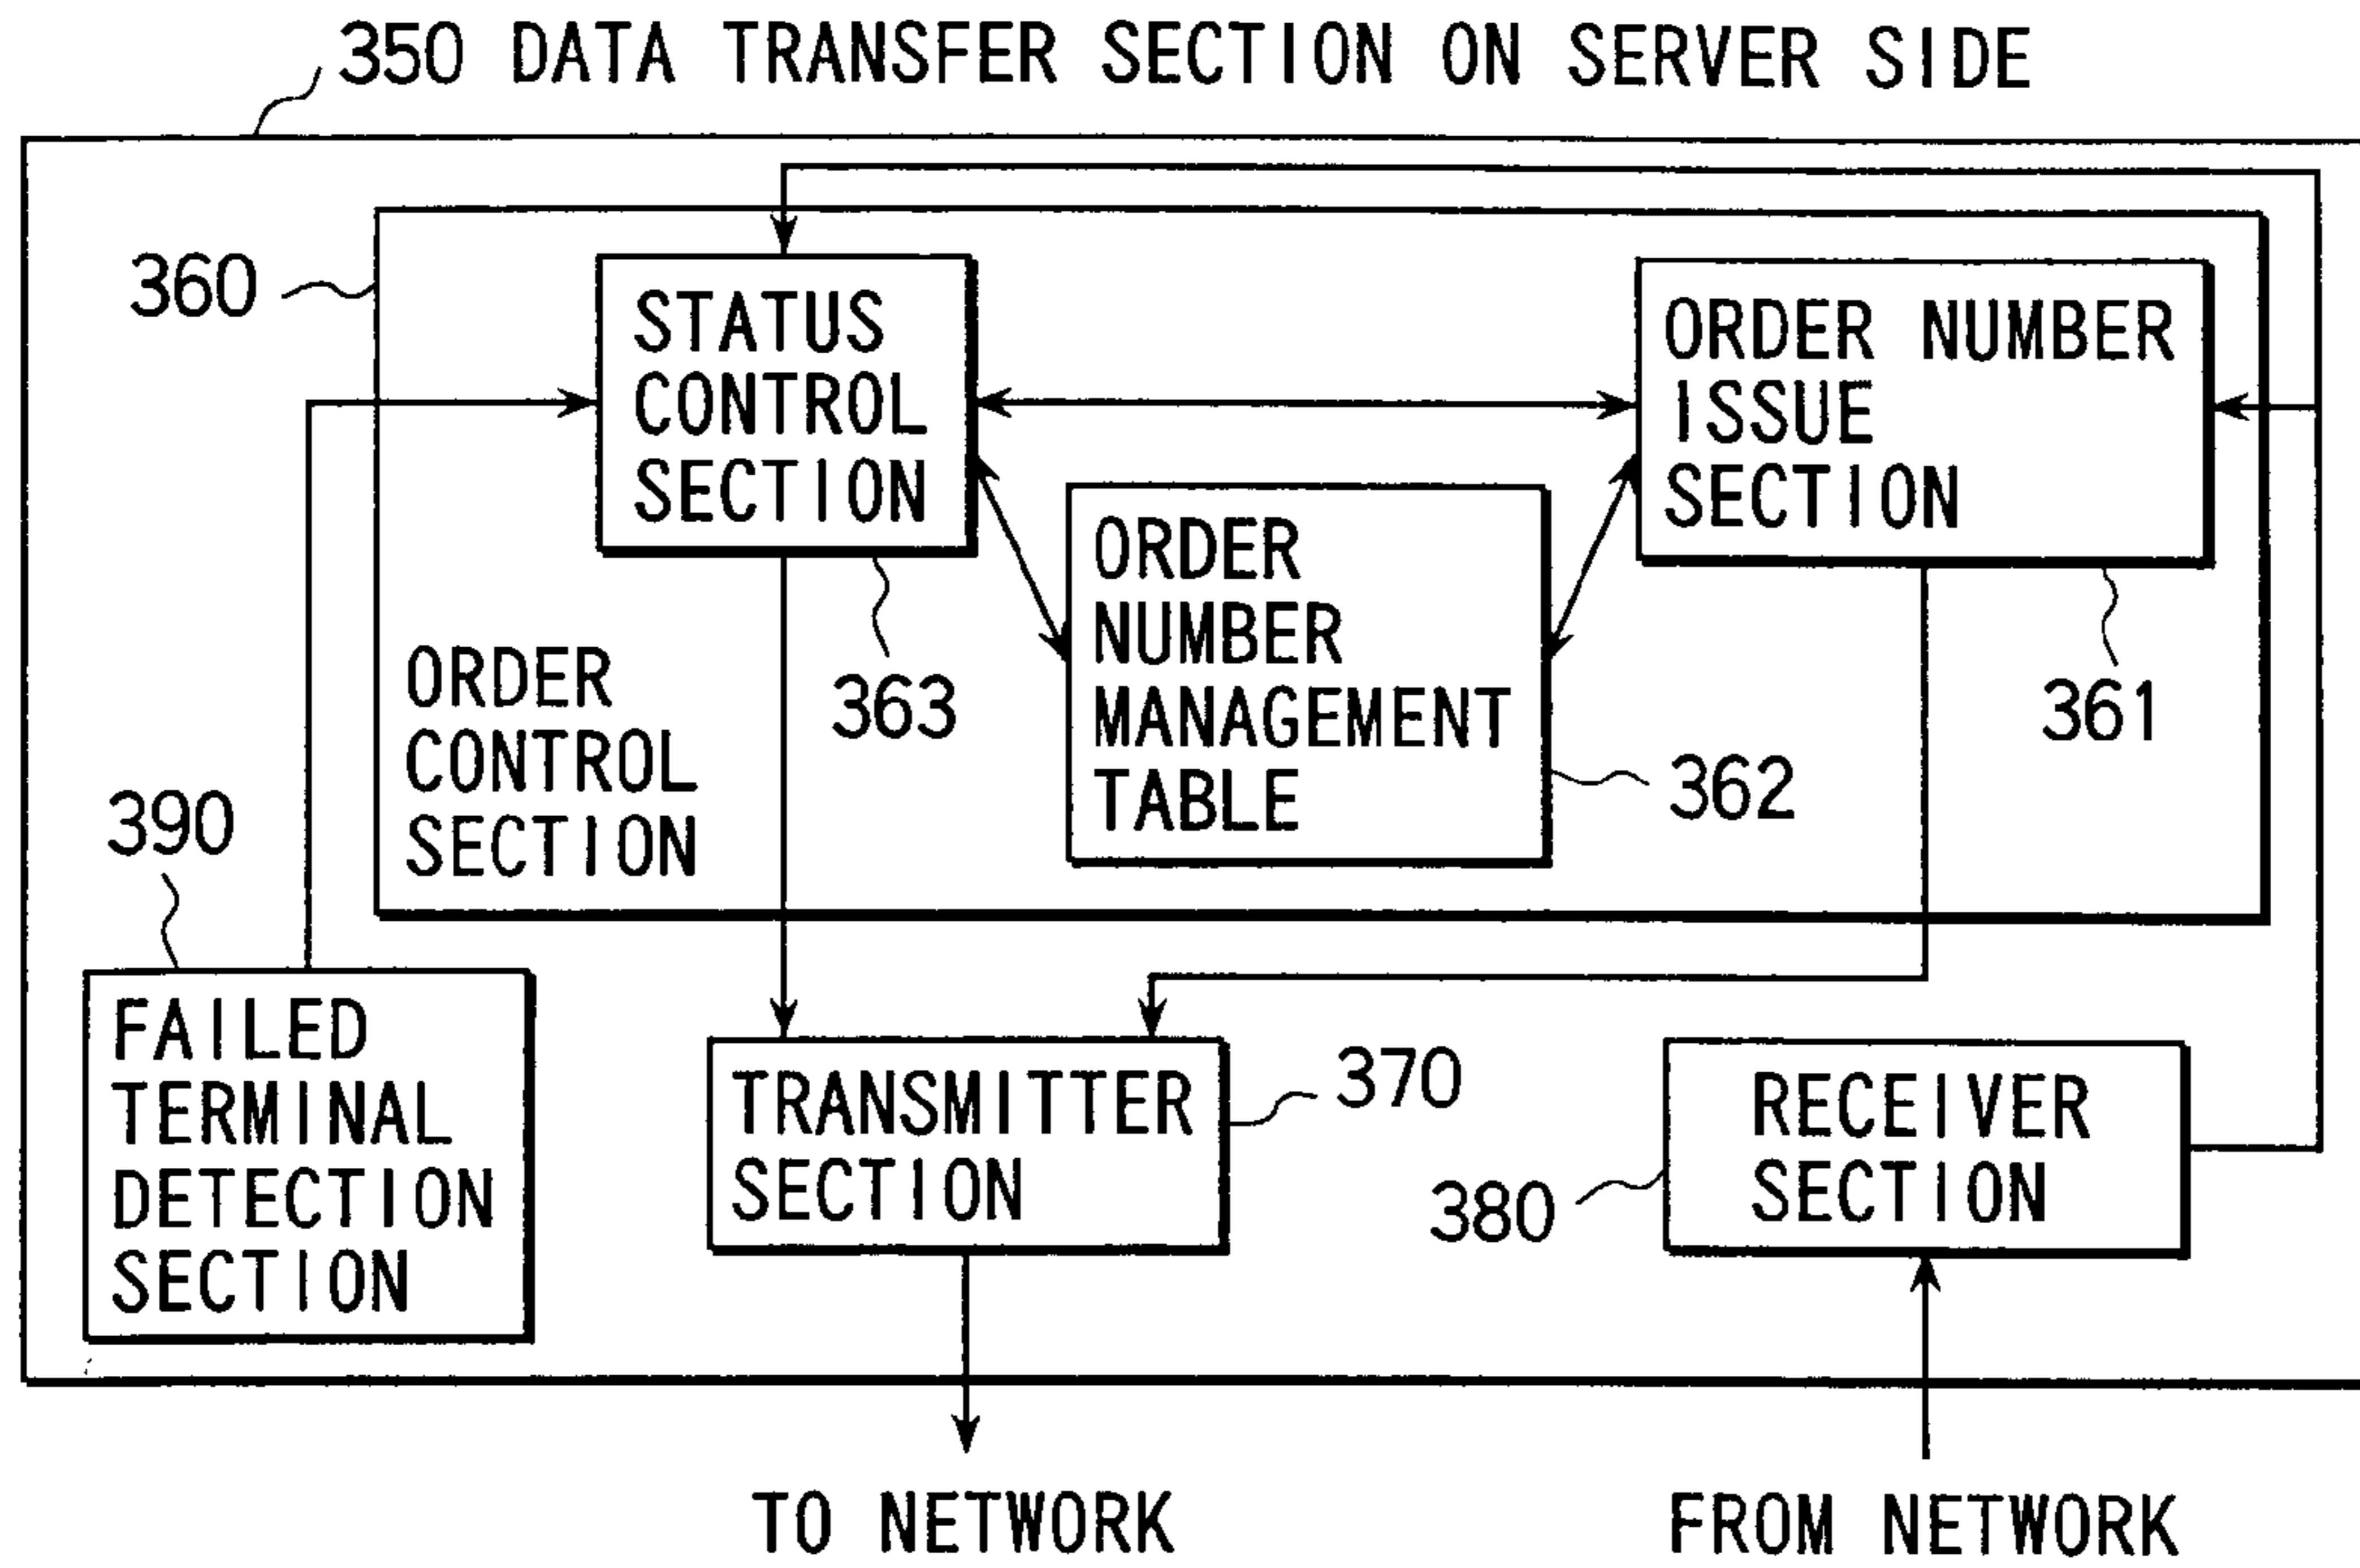 350 DATA TRANSFER SECTION ON SERVER SIDE
360
STATUS
CONTROL
SECTION
363
ORDER NUMBER
ISSUE
SECTION
361
ORDER
NUMBER
MANAGEMENT
TABLE
362
ORDER
CONTROL
SECTION
390
FAILED
TERMINAL
DETECTION
SECTION
TRANSMITTER
SECTION
370
RECEIVER
SECTION
380
TO NETWORK
FROM NETWORK